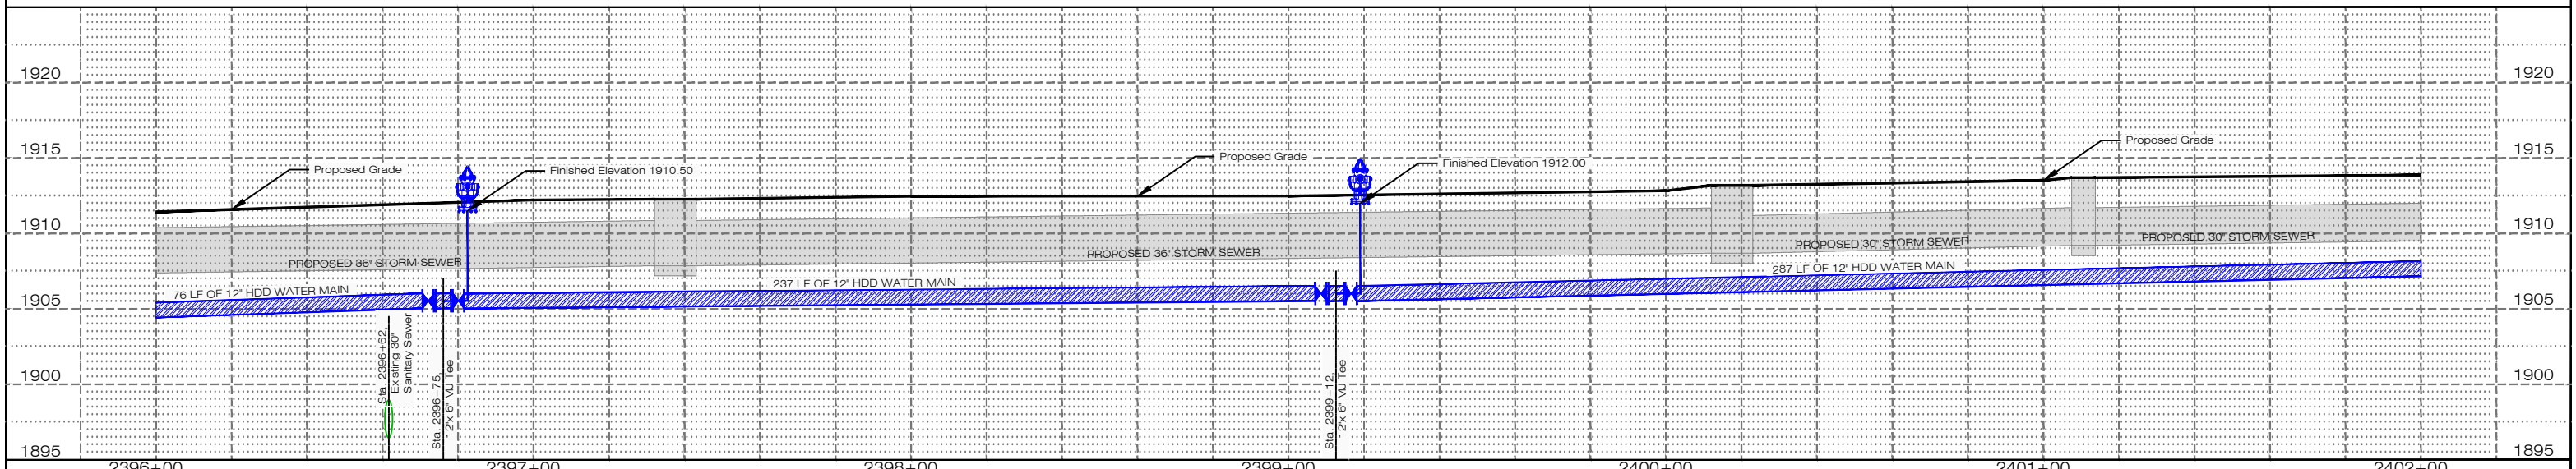 1920
1920
1915
1915
Proposed Grade
Finished Elevation 1910.50
Proposed Grade
Finished Elevation 1912.00
Proposed Grade
1910
1910
PROPOSED 36" STORM SEWER
PROPOSED 36" STORM SEWER
PROPOSED 30" STORM SEWER
PROPOSED 30" STORM SEWER
76 LF OF 12" HDD WATER MAIN
237 LF OF 12" HDD WATER MAIN
287 LF OF 12" HDD WATER MAIN
1905
1905
Sta. 2396+62,
Existing 30"
Sanitary Sewer
Sta. 2396+75,
12"x 6" MJ Tee
Sta. 2399+12,
12"x 6" MJ Tee
1900
1900
1895
1895
2396+00
2397+00
2398+00
2399+00
2400+00
2401+00
2402+00